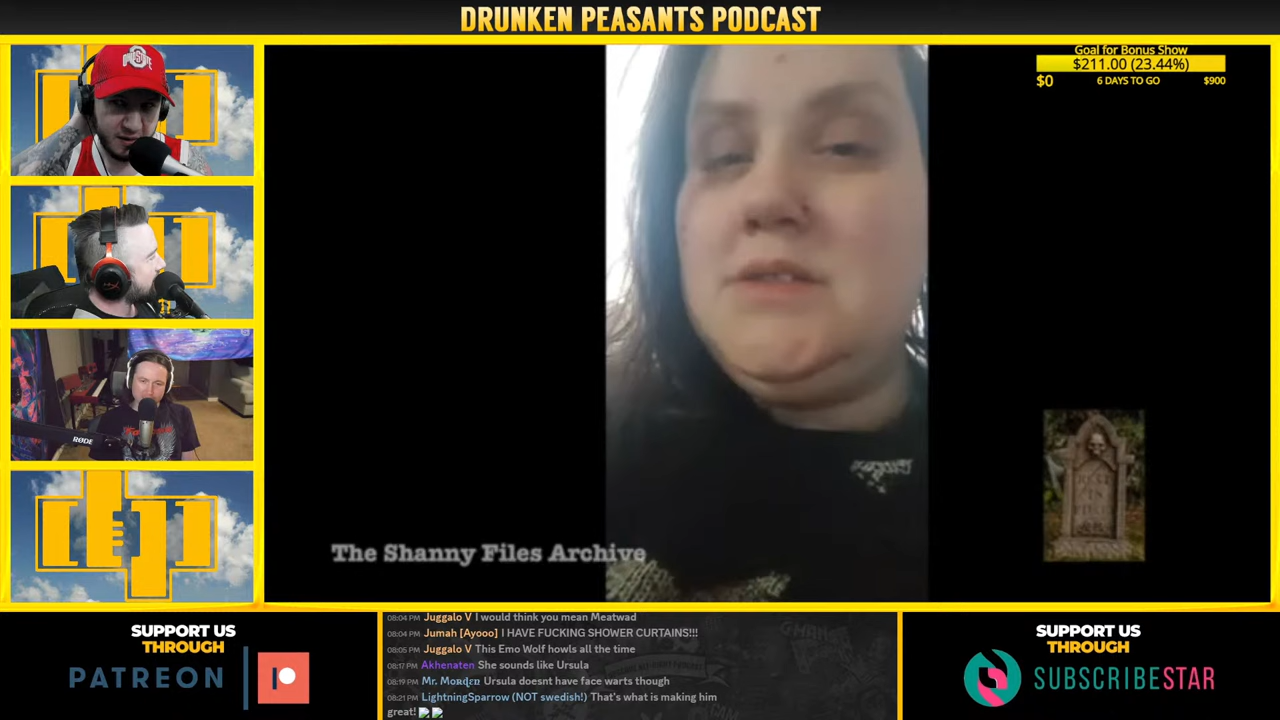 DRUNKEN PEASANTS PODCAST
Goal for Bonus Show
$211.00 (23.44%)
$0 6 DAYS TO GO $900
RØDE
REST
IN
The Shanny Files Archive
SUPPORT US
THROUGH
PATREON
08:04 PM Juggalo V I would think you mean Meatwad
08:04 PM Jumah [Ayooo] I HAVE FUCKING SHOWER CURTAINS!!!
08:05 PM Juggalo V This Emo Wolf howls all the time
08:17 PM Akhenaten She sounds like Ursula
08:19 PM Mr. Ursula doesnt have face warts though
08:21 PM LightningSparrow (NOT swedish!) That's what is making him
great!
SUPPORT US
THROUGH
SUBSCRIBESTAR